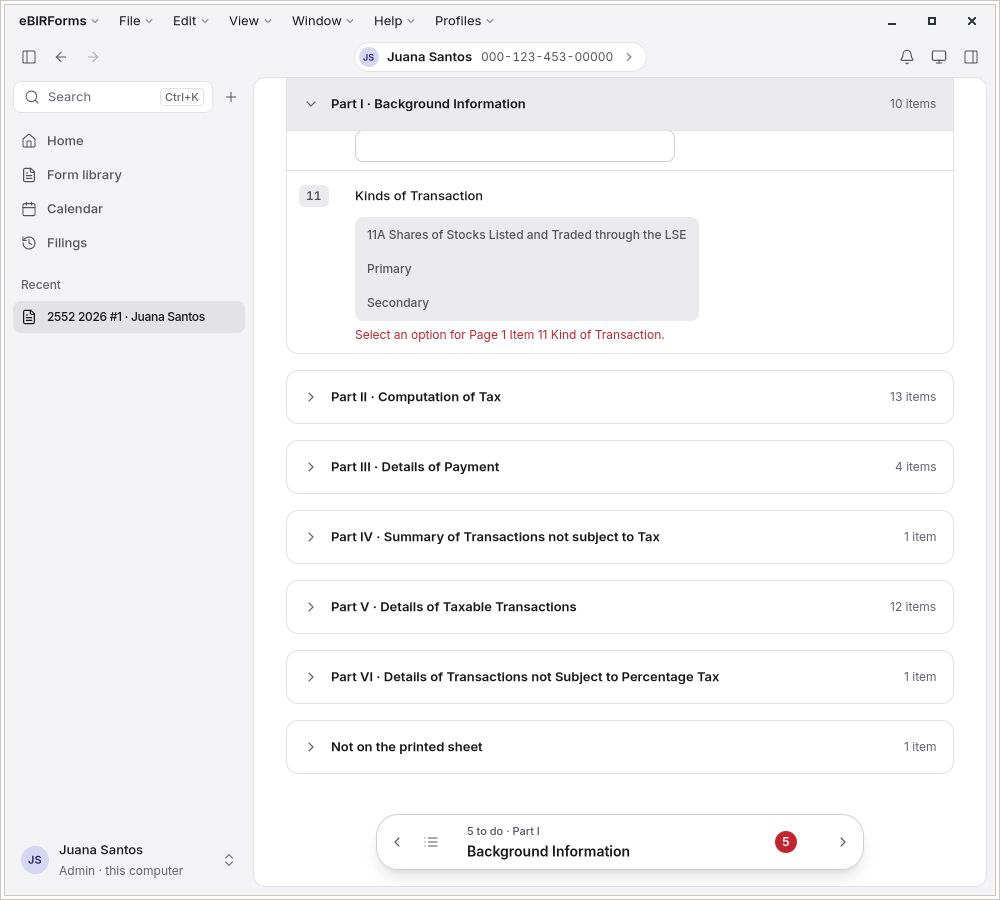 eBIRForms File Edit View Window Help Profiles
JS Juana Santos 000-123-453-00000
Search Ctrl+K
Home
Form library
Calendar
Filings
Recent
2552 2026 #1 · Juana Santos
Part I · Background Information 10 items
11 Kinds of Transaction
11A Shares of Stocks Listed and Traded through the LSE
Primary
Secondary
Select an option for Page 1 Item 11 Kind of Transaction.
Part II · Computation of Tax 13 items
Part III · Details of Payment 4 items
Part IV · Summary of Transactions not subject to Tax 1 item
Part V · Details of Taxable Transactions 12 items
Part VI · Details of Transactions not Subject to Percentage Tax 1 item
Not on the printed sheet 1 item
5 to do · Part I
Background Information 5
JS Juana Santos
Admin · this computer